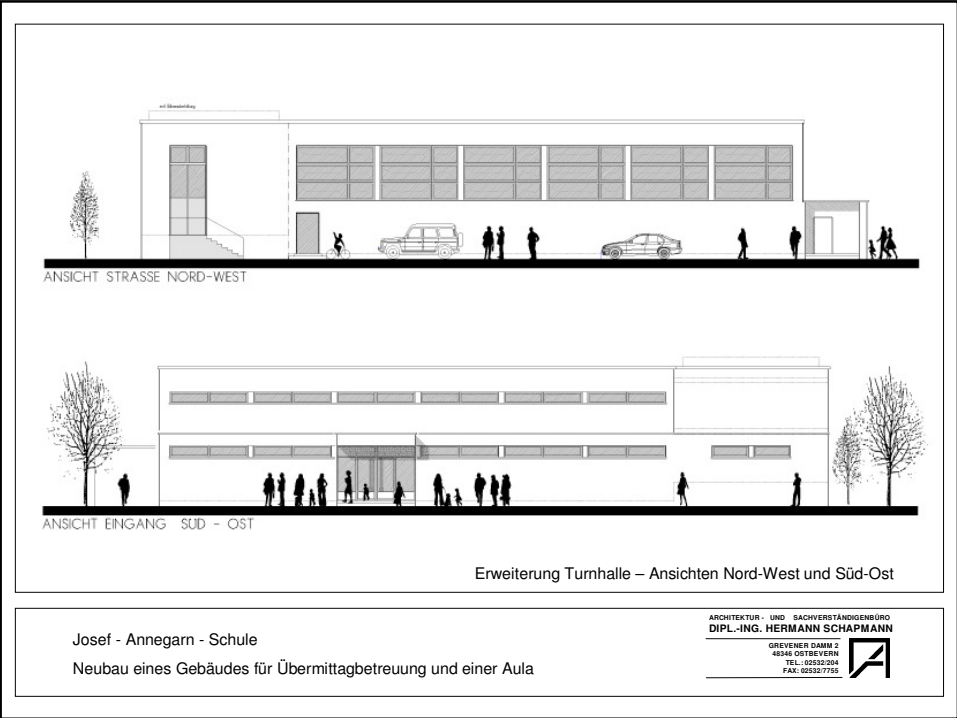 ANSICHT STRASSE NORD-WEST
ANSICHT EINGANG SÜD - OST
Erweiterung Turnhalle – Ansichten Nord-West und Süd-Ost
Josef - Annegarn - Schule
Neubau eines Gebäudes für Übermittagbetreuung und einer Aula
ARCHITEKTUR - UND SACHVERSTÄNDIGENBÜRO
DIPL.-ING. HERMANN SCHAPMANN
GREVENER DAMM 2
48346 OSTBEVERN
TEL.: 02532/204
FAX: 02532/7755